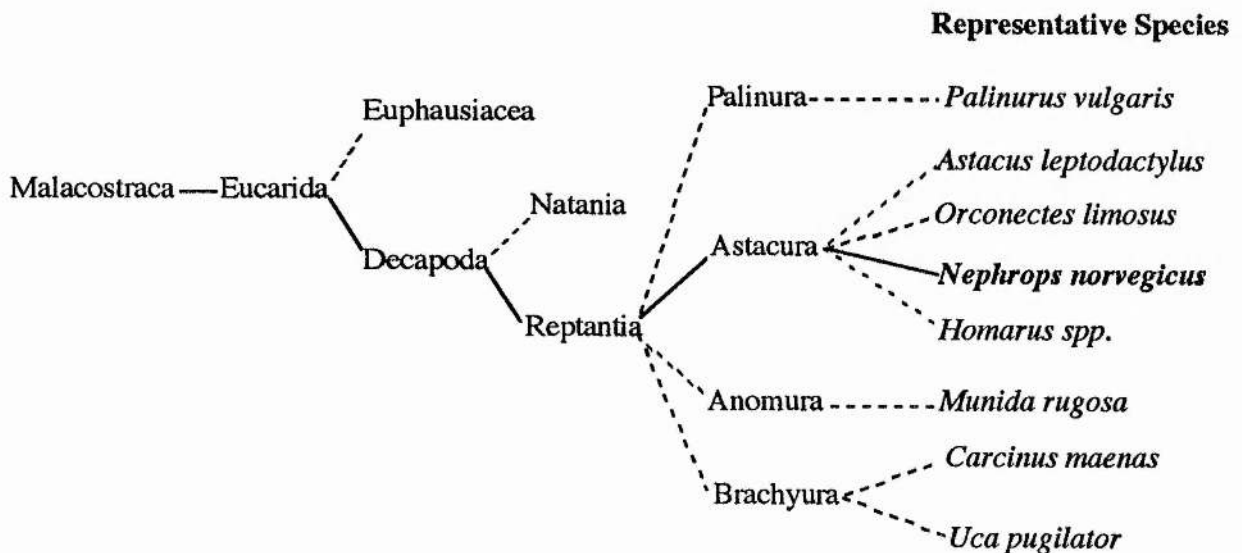 Representative Species
Palinura Palinurus vulgaris
Euphausiacea
Astacus leptodactylus
Malacostraca Eucarida
Natania
Orconectes limosus
Decapoda
Astacura
Nephrops norvegicus
Reptantia
Homarus spp.
Anomura Munida rugosa
Carcinus maenas
Brachyura
Uca pugilator